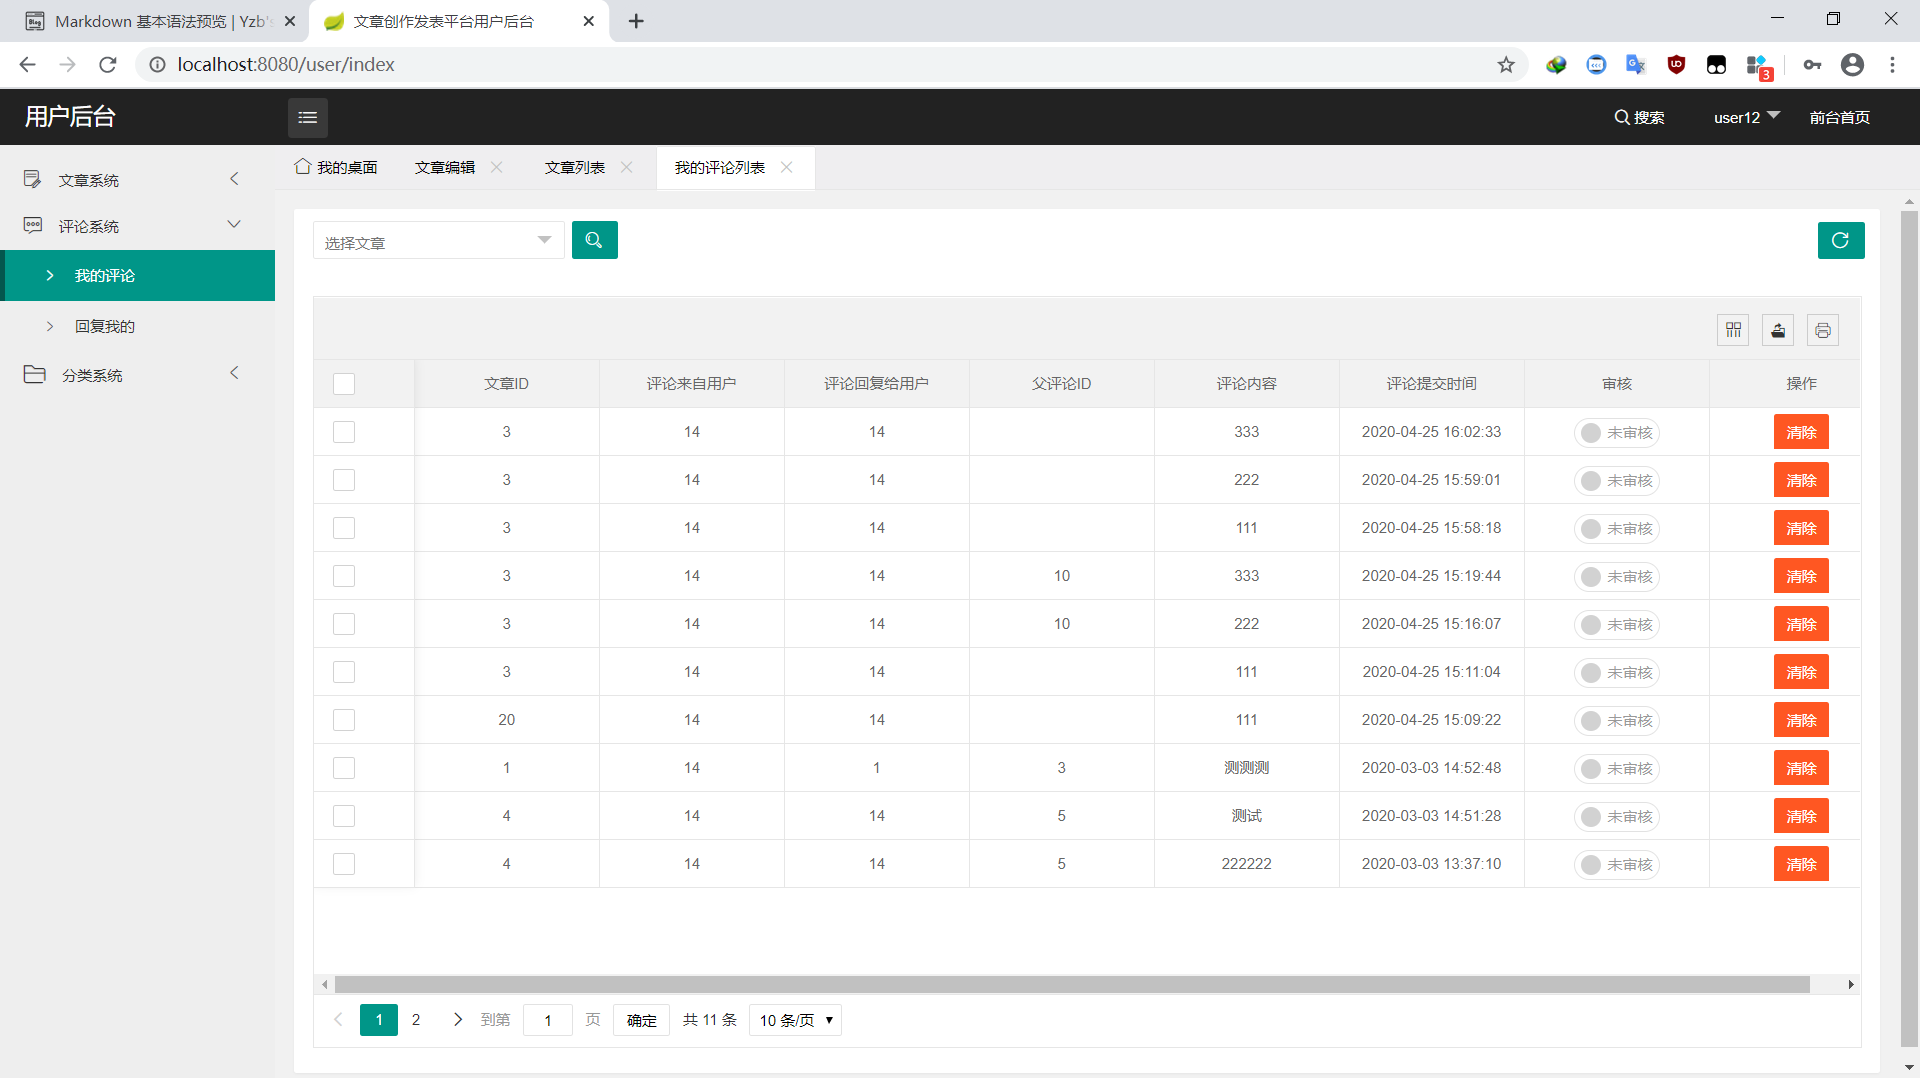 Markdown 基本语法预览 | Yzb's
文章创作发表平台用户后台
localhost:8080/user/index
3
用户后台
搜索
user12
前台首页
文章系统
评论系统
我的评论
回复我的
分类系统
我的桌面
文章编辑
文章列表
我的评论列表
选择文章
文章ID 评论来自用户 评论回复给用户 父评论ID 评论内容 评论提交时间 审核 操作
3 14 14 333 2020-04-25 16:02:33 未审核 清除
3 14 14 222 2020-04-25 15:59:01 未审核 清除
3 14 14 111 2020-04-25 15:58:18 未审核 清除
3 14 14 10 333 2020-04-25 15:19:44 未审核 清除
3 14 14 10 222 2020-04-25 15:16:07 未审核 清除
3 14 14 111 2020-04-25 15:11:04 未审核 清除
20 14 14 111 2020-04-25 15:09:22 未审核 清除
1 14 1 3 测测测 2020-03-03 14:52:48 未审核 清除
4 14 14 5 测试 2020-03-03 14:51:28 未审核 清除
4 14 14 5 222222 2020-03-03 13:37:10 未审核 清除
1 2 到第 1 页 确定 共 11 条 10 条/页